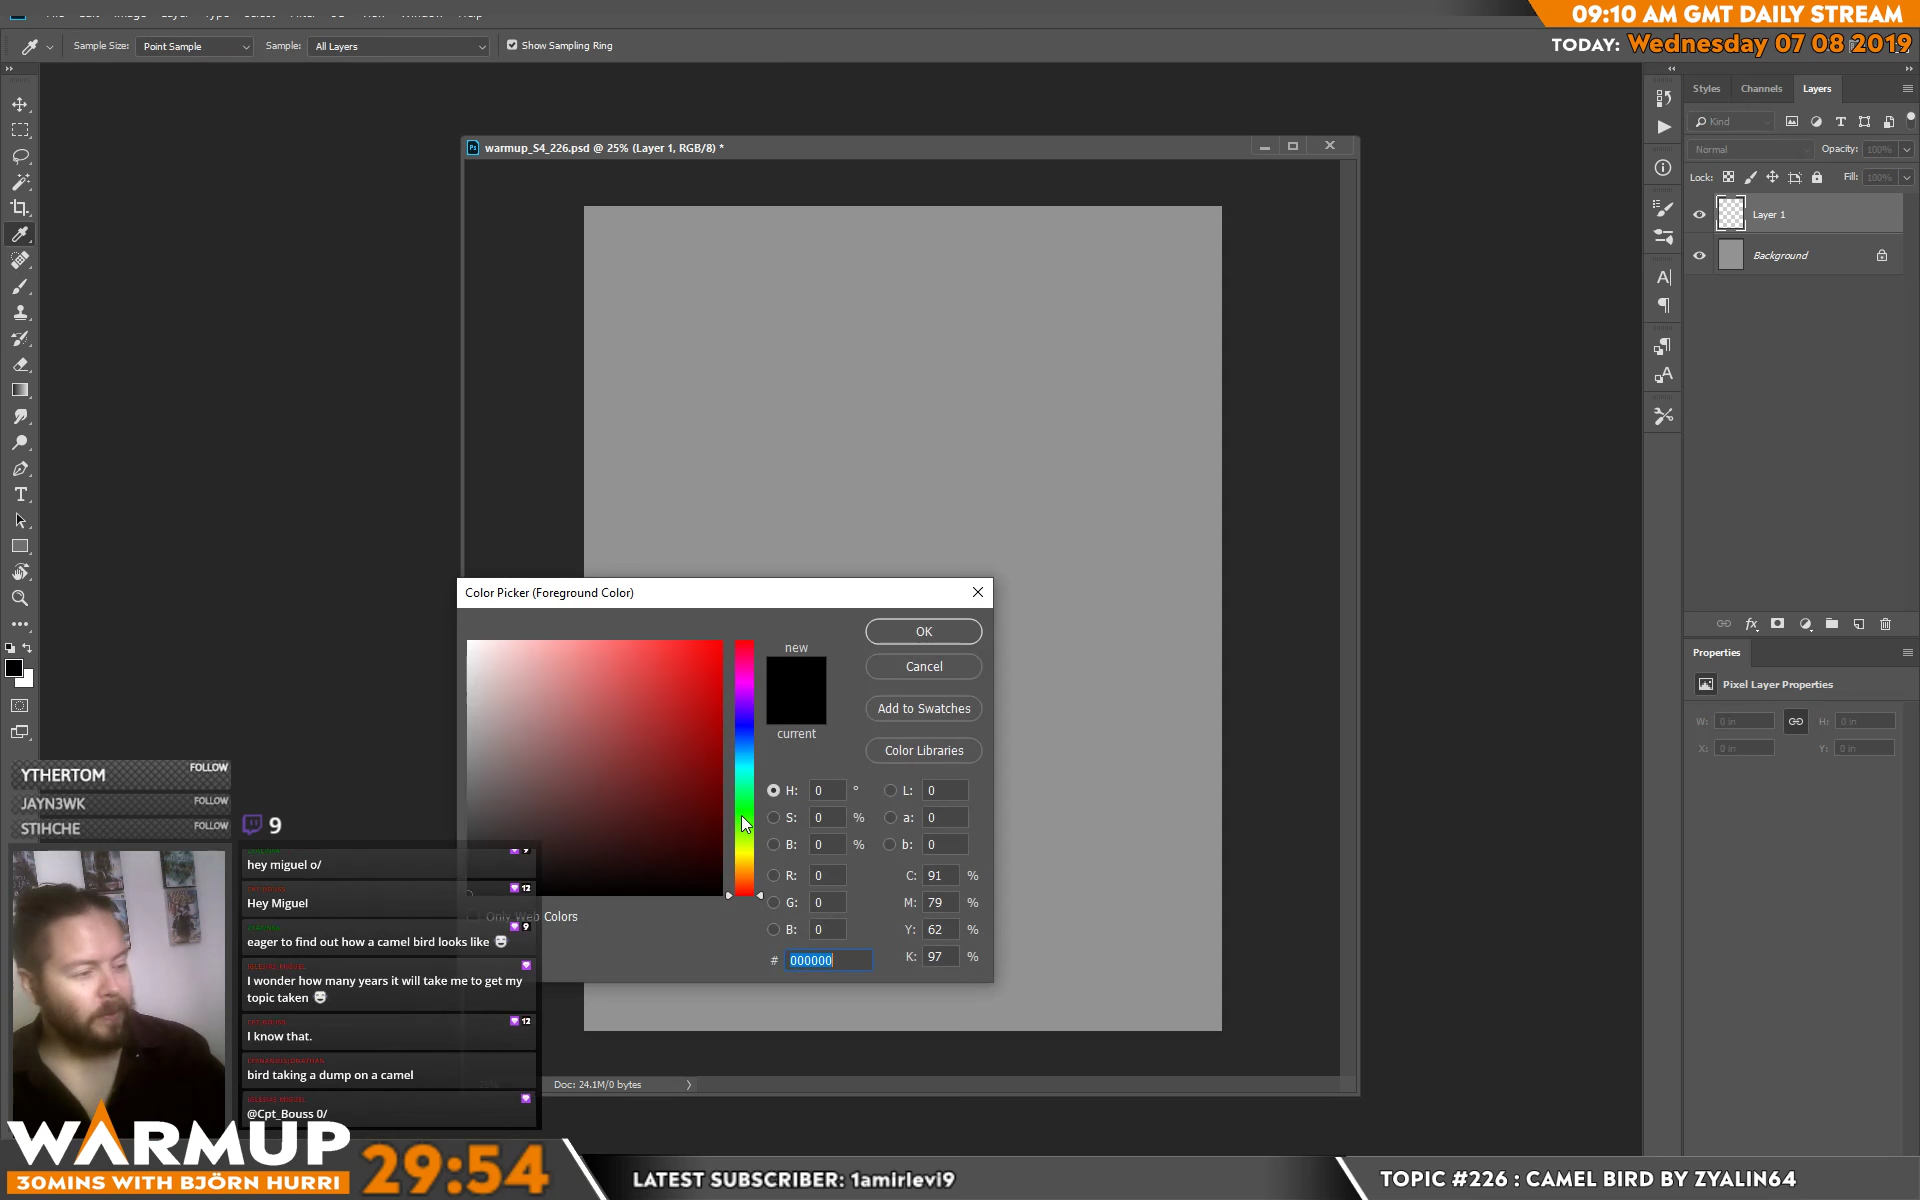 09:10 AM GMT DAILY STREAM
TODAY: Wednesday 07 08 2019
Sample Size: Point Sample Sample: All Layers Show Sampling Ring
Styles Channels Layers
Kind
Normal Opacity: 100%
Lock: Fill: 100%
Layer 1
Background
fx
Properties
Pixel Layer Properties
W: 0 in H: 0 in
X: 0 in Y: 0 in
Ps warmup_S4_226.psd @ 25% (Layer 1, RGB/8) *
Color Picker (Foreground Color)
new
current
OK
Cancel
Add to Swatches
Color Libraries
H: 0 ° L: 0
S: 0 % a: 0
B: 0 % b: 0
R: 0 C: 91 %
G: 0 M: 79 %
B: 0 Y: 62 %
# 000000 K: 97 %
Only Web Colors
Doc: 24.1M/0 bytes
YTHERTOM FOLLOW
JAYN3WK FOLLOW
STIHCHE FOLLOW
9
9
hey miguel o/
12
Hey Miguel
9
eager to find out how a camel bird looks like
I wonder how many years it will take me to get my
topic taken
12
I know that.
bird taking a dump on a camel
@Cpt_Bouss 0/
WARMUP
30MINS WITH BJÖRN HURRI
29:54
LATEST SUBSCRIBER: 1amirlevi9
TOPIC #226 : CAMEL BIRD BY ZYALIN64